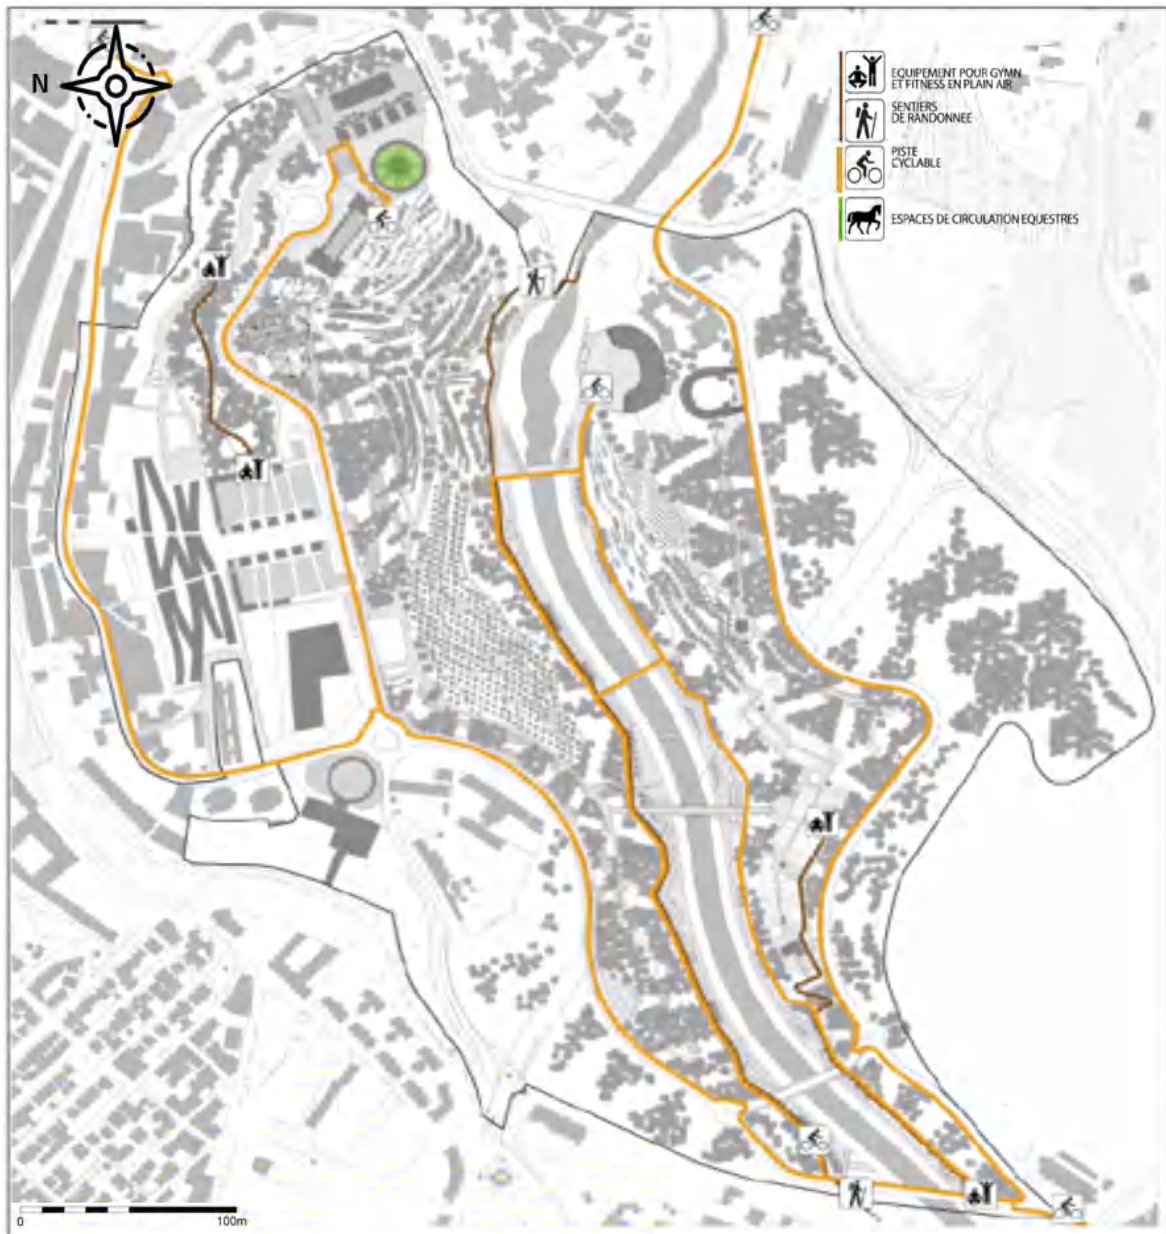 N
EQUIPEMENT POUR GYMN
ET FITNESS EN PLAIN AIR
SENTIERS
DE RANDONNEE
PISTE
CYCLABLE
ESPACES DE CIRCULATION EQUESTRES
0 100m